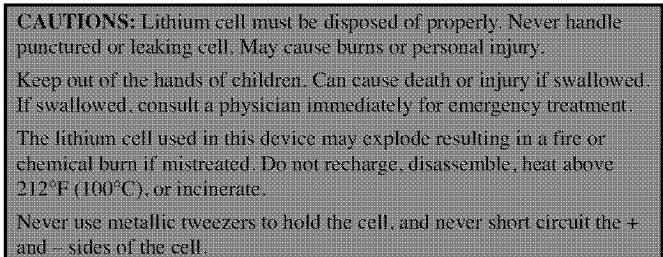 CAUTIONS: Lithium cell must be disposed of properly. Never handle
punctured or leaking cell. May cause burns or personal injury.
Keep out of the hands of children. Can cause death or injury if swallowed.
If swallowed, consult a physician immediately for emergency treatment.
The lithium cell used in this device may explode resulting in a fire or
chemical burn if mistreated. Do not recharge, disassemble, heat above
212°F (100°C), or incinerate.
Never use metallic tweezers to hold the cell, and never short circuit the +
and – sides of the cell.